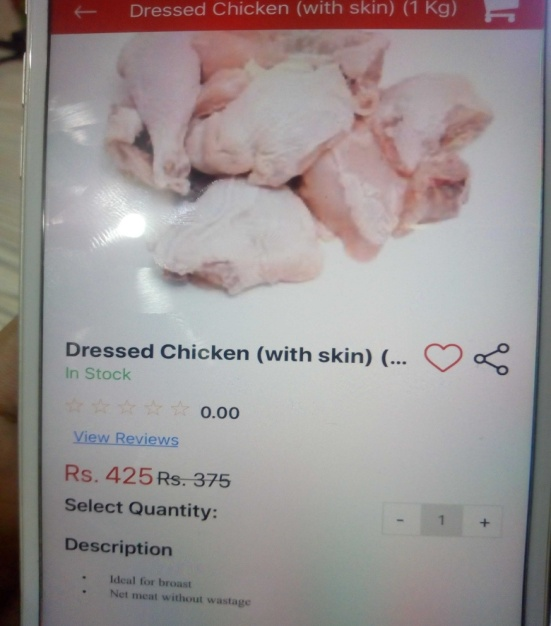 Dressed Chicken (with skin) (1 Kg)
Dressed Chicken (with skin) (...
In Stock
0.00
View Reviews
Rs. 425 Rs. 375
Select Quantity:
- 1 +
Description
• Ideal for broast
• Net meat without wastage